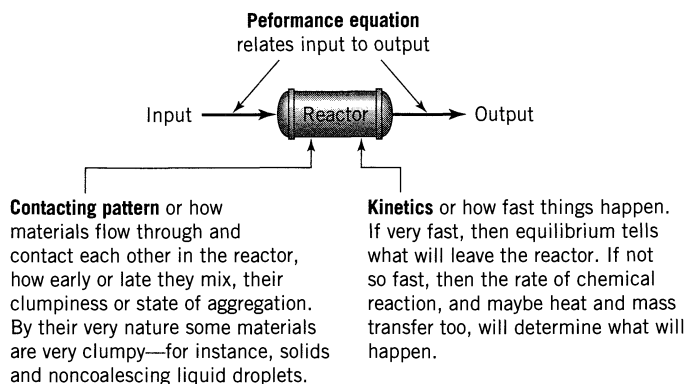 Peformance equation
relates input to output
Input
Reactor
Output
Contacting pattern or how
materials flow through and
contact each other in the reactor,
how early or late they mix, their
clumpiness or state of aggregation.
By their very nature some materials
are very clumpy—for instance, solids
and noncoalescing liquid droplets.
Kinetics or how fast things happen.
If very fast, then equilibrium tells
what will leave the reactor. If not
so fast, then the rate of chemical
reaction, and maybe heat and mass
transfer too, will determine what will
happen.